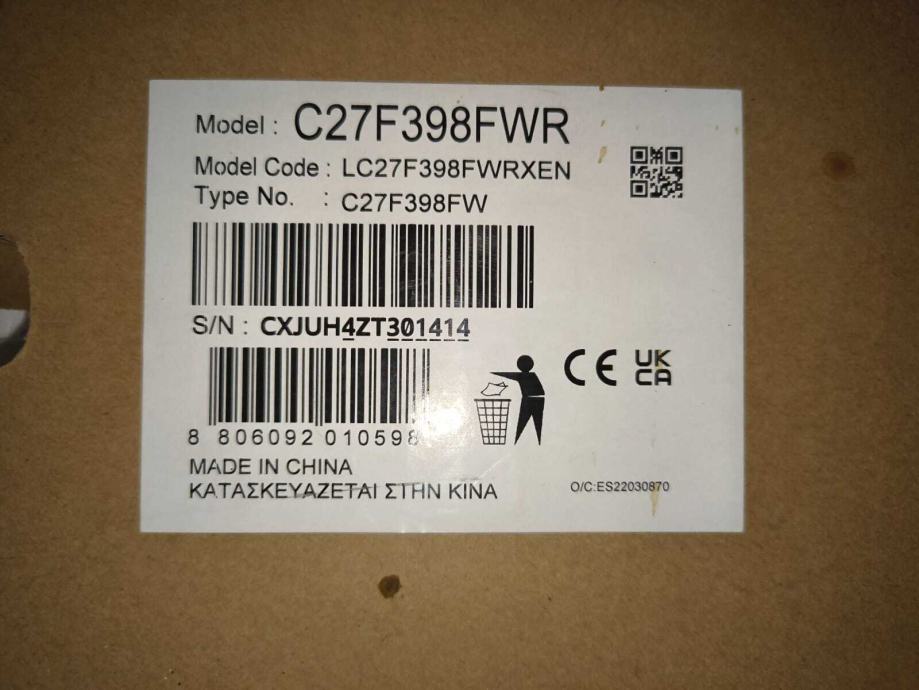 Model : C27F398FWR
Model Code : LC27F398FWRXEN
Type No. : C27F398FW
S/N : CXJUH4ZT301414
8 806092 010598
CE
UK
CA
MADE IN CHINA
ΚΑΤΑΣΚΕΥΑΖΕΤΑΙ ΣΤΗΝ ΚΙΝΑ
O/C:ES22030870